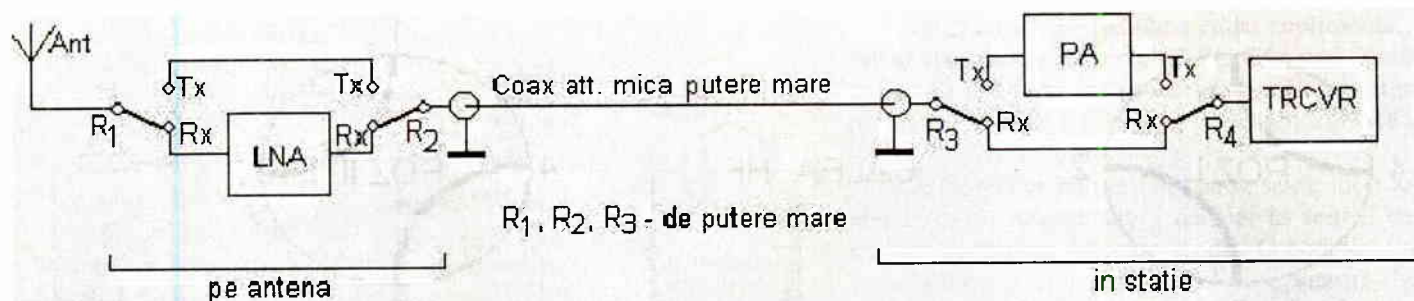 Ant
Tx Tx
Rx Rx
R1 LNA R2
Coax att. mica putere mare
PA
Tx Tx
Rx Rx
R3 R4 TRCVR
R1, R2, R3 - de putere mare
pe antena
in statie